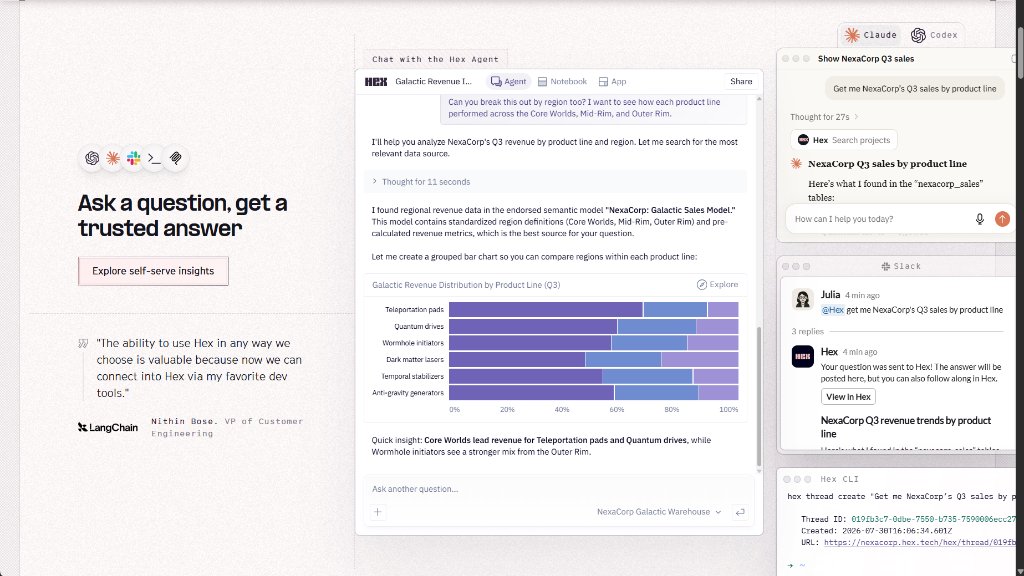 Ask a question, get a
trusted answer
Explore self-serve insights
"The ability to use Hex in any way we
choose is valuable because now we can
connect into Hex via my favorite dev
tools."
LangChain
Nithin Bose. VP of Customer
Engineering
Chat with the Hex Agent
HEX
Galactic Revenue I...
Agent
Notebook
App
Share
Can you break this out by region too? I want to see how each product line
performed across the Core Worlds, Mid-Rim, and Outer Rim.
I'll help you analyze NexaCorp's Q3 revenue by product line and region. Let me search for the most
relevant data source.
Thought for 11 seconds
I found regional revenue data in the endorsed semantic model "NexaCorp: Galactic Sales Model."
This model contains standardized region definitions (Core Worlds, Mid-Rim, Outer Rim) and pre-
calculated revenue metrics, which is the best source for your question.
Let me create a grouped bar chart so you can compare regions within each product line:
Galactic Revenue Distribution by Product Line (Q3)
Explore
Teleportation pads
Quantum drives
Wormhole initiators
Dark matter lasers
Temporal stabilizers
Anti-gravity generators
0% 20% 40% 60% 80% 100%
Quick insight: Core Worlds lead revenue for Teleportation pads and Quantum drives, while
Wormhole initiators see a stronger mix from the Outer Rim.
Ask another question...
NexaCorp Galactic Warehouse
Claude
Codex
Show NexaCorp Q3 sales
Get me NexaCorp's Q3 sales by product line
Thought for 27s
HEX
Hex Search projects
NexaCorp Q3 sales by product line
Here's what I found in the "nexacorp_sales"
tables:
How can I help you today?
Slack
Julia 4 min ago
@Hex get me NexaCorp's Q3 sales by product line
3 replies
HEX
Hex 4 min ago
Your question was sent to Hex! The answer will be
posted here, but you can also follow along in Hex.
View in Hex
NexaCorp Q3 revenue trends by product
line
Here's what I found in the "nexacorp_sales" tables
Hex CLI
hex thread create "Get me NexaCorp's Q3 sales by p
Thread ID: 019fb3c7-0dbe-7550-b735-7590006ecc27
Created: 2026-07-30T16:06:34.601Z
URL: https://nexacorp.hex.tech/hex/thread/019fb
→ ~